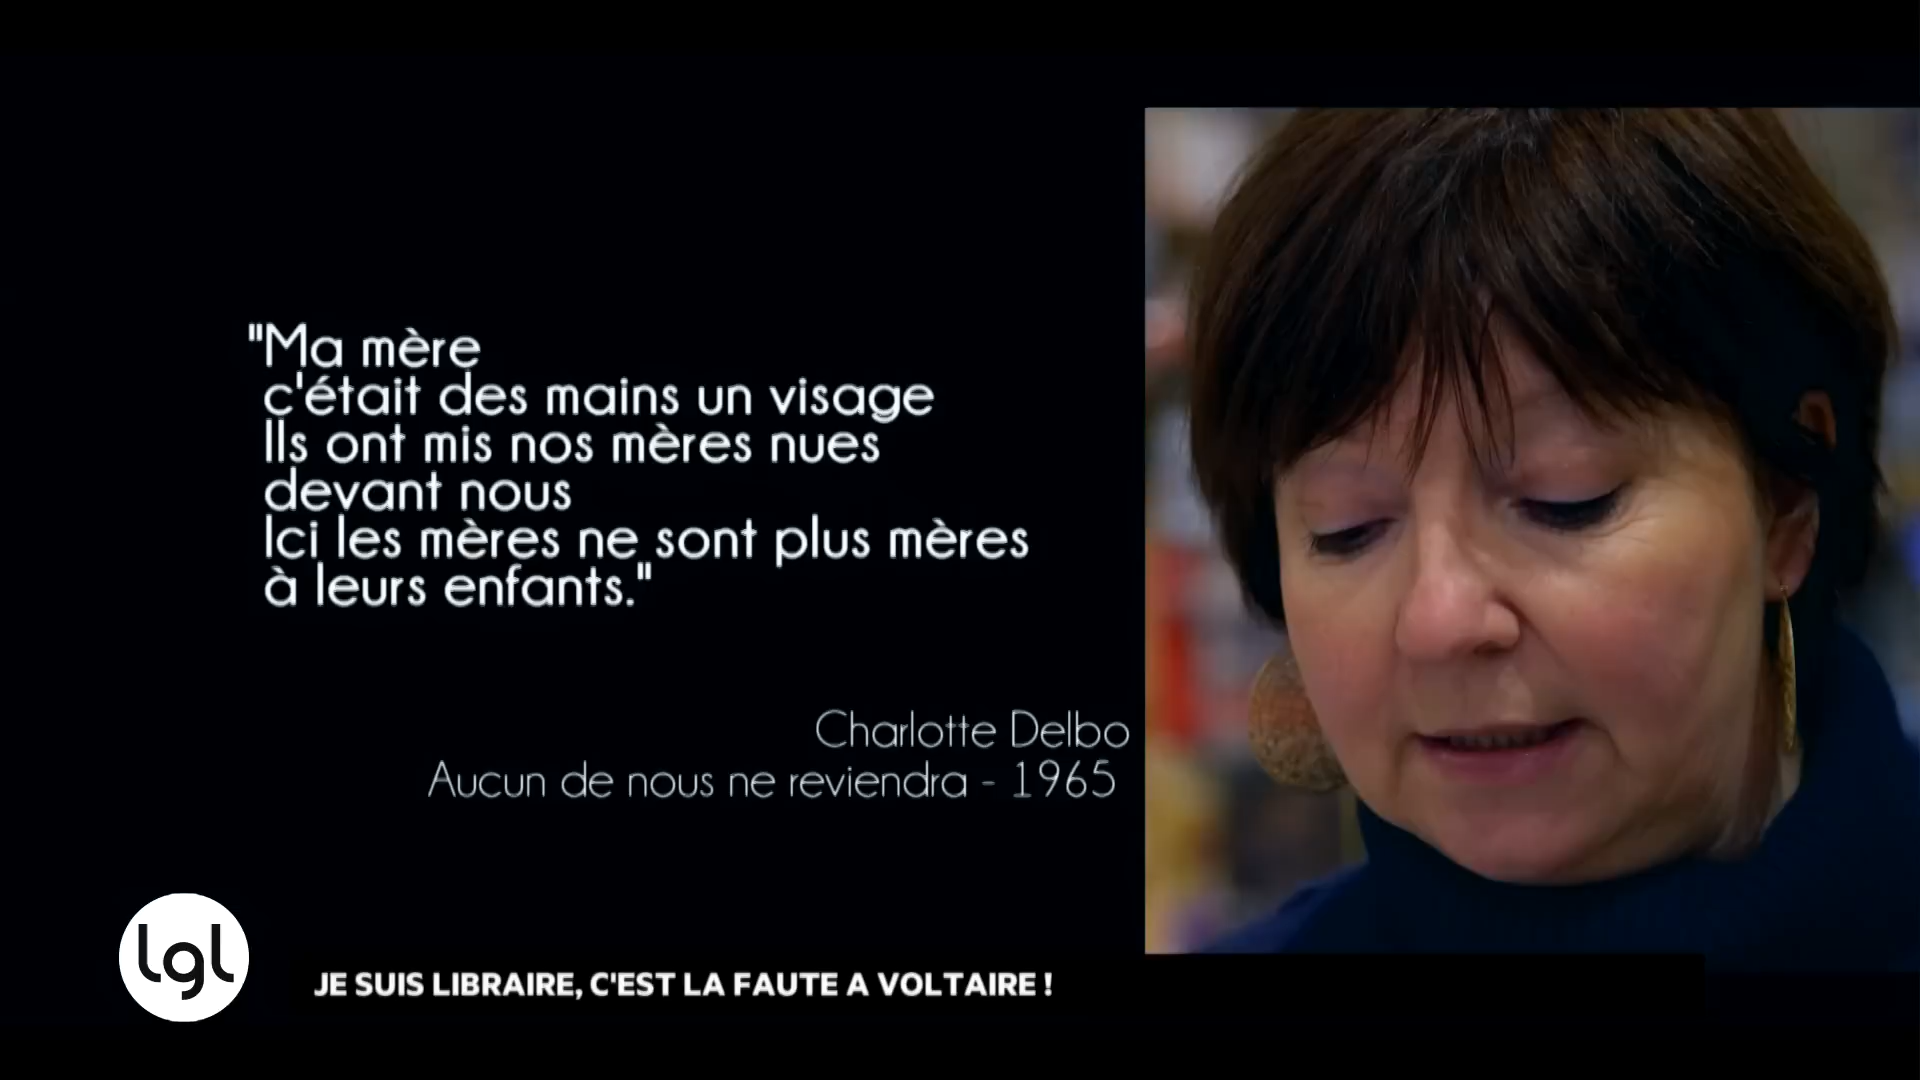 "Ma mère
c'était des mains un visage
Ils ont mis nos mères nues
devant nous
Ici les mères ne sont plus mères
à leurs enfants."
Charlotte Delbo
Aucun de nous ne reviendra - 1965
lgl
JE SUIS LIBRAIRE, C'EST LA FAUTE A VOLTAIRE !